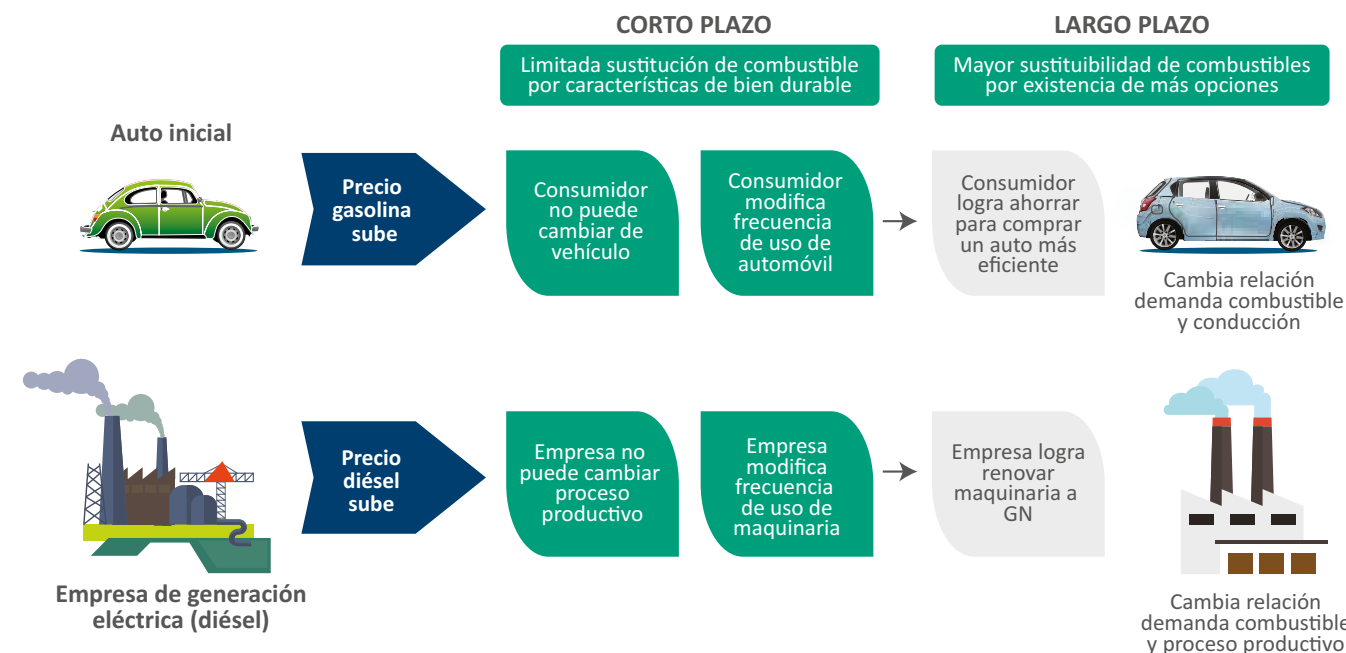 CORTO PLAZO
LARGO PLAZO
Limitada sustitución de combustible
por características de bien durable
Mayor sustituibilidad de combustibles
por existencia de más opciones
Auto inicial
Precio
gasolina
sube
Consumidor
no puede
cambiar de
vehículo
Consumidor
modifica
frecuencia
de uso de
automóvil
Consumidor
logra ahorrar
para comprar
un auto más
eficiente
Cambia relación
demanda combustible
y conducción
Precio
diésel
sube
Empresa no
puede cambiar
proceso
productivo
Empresa
modifica
frecuencia
de uso de
maquinaria
Empresa logra
renovar
maquinaria a
GN
Empresa de generación
eléctrica (diésel)
Cambia relación
demanda combustible
y proceso productivo